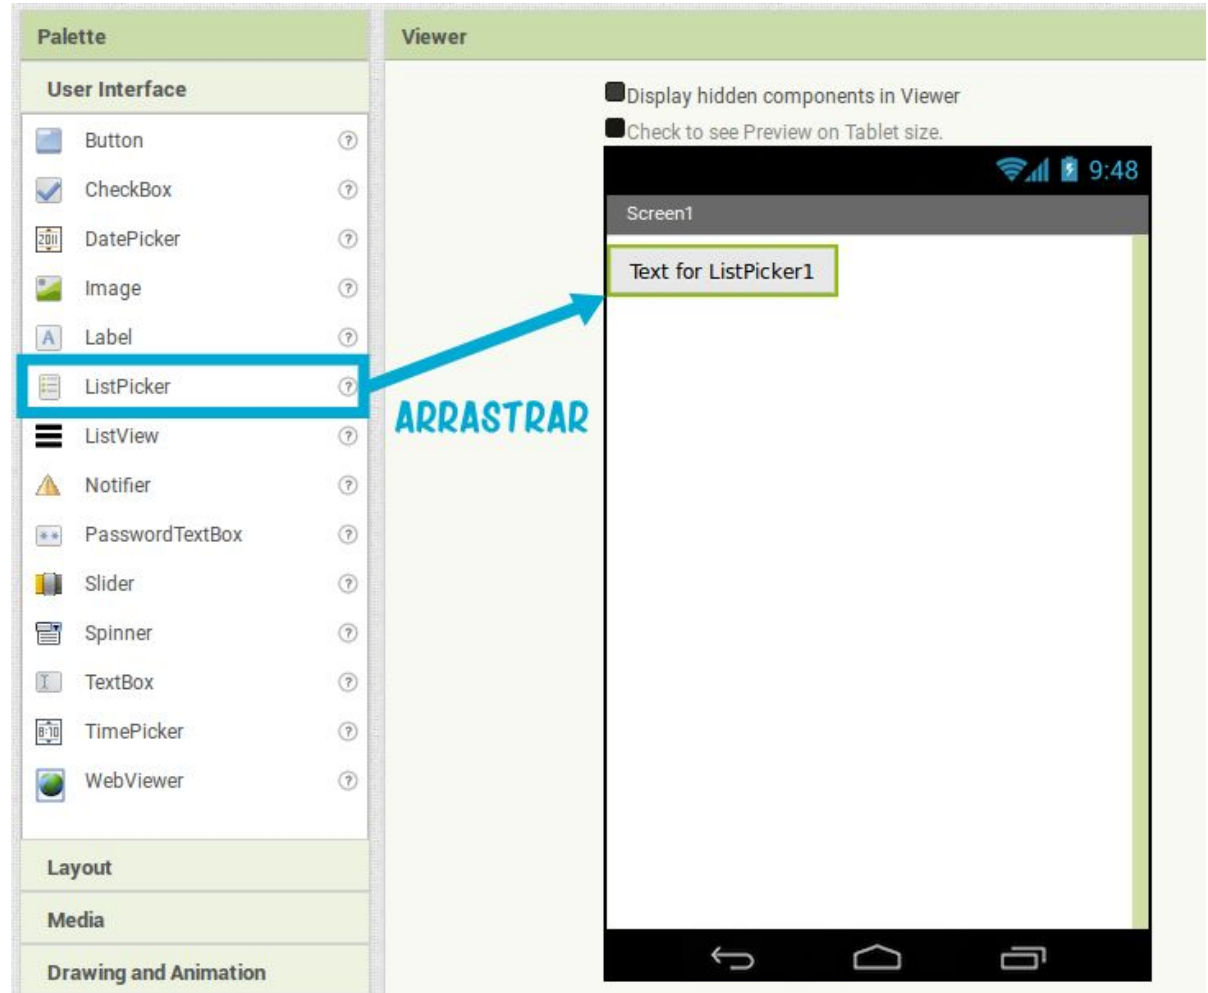 Palette
User Interface
Button
CheckBox
DatePicker
Image
Label
ListPicker
ListView
Notifier
PasswordTextBox
Slider
Spinner
TextBox
TimePicker
WebViewer
Layout
Media
Drawing and Animation
ARRASTRAR
Viewer
Display hidden components in Viewer
Check to see Preview on Tablet size.
9:48
Screen1
Text for ListPicker1